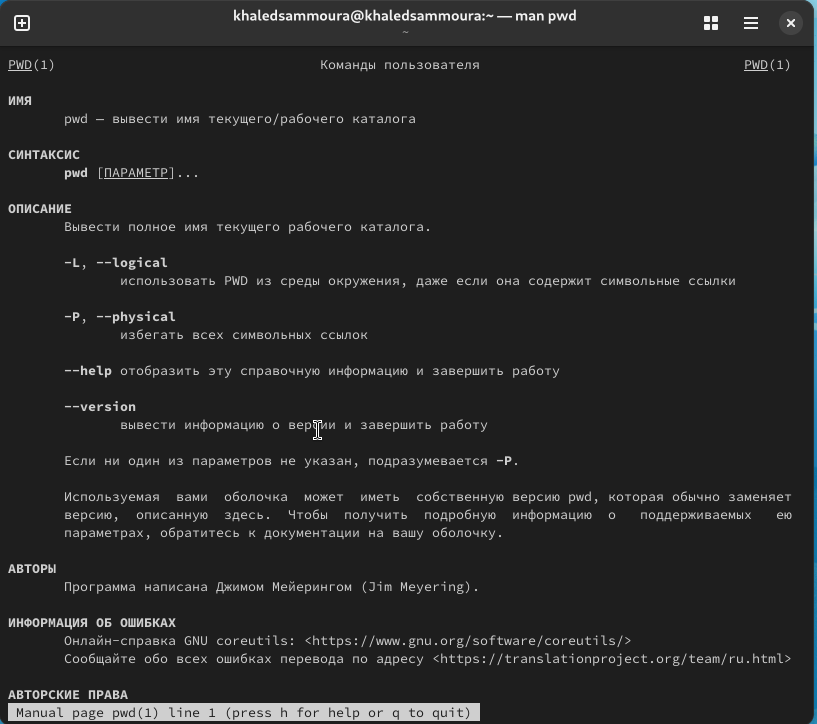 khaledsammoura@khaledsammoura:~ — man pwd
~
PWD(1) Команды пользователя PWD(1)
ИМЯ
pwd — вывести имя текущего/рабочего каталога
СИНТАКСИС
pwd [ПАРАМЕТР]...
ОПИСАНИЕ
Вывести полное имя текущего рабочего каталога.
-L, --logical
использовать PWD из среды окружения, даже если она содержит символьные ссылки
-P, --physical
избегать всех символьных ссылок
--help отобразить эту справочную информацию и завершить работу
--version
вывести информацию о версии и завершить работу
Если ни один из параметров не указан, подразумевается -P.
Используемая вами оболочка может иметь собственную версию pwd, которая обычно заменяет
версию, описанную здесь. Чтобы получить подробную информацию о поддерживаемых ею
параметрах, обратитесь к документации на вашу оболочку.
АВТОРЫ
Программа написана Джимом Мейерингом (Jim Meyering).
ИНФОРМАЦИЯ ОБ ОШИБКАХ
Онлайн-справка GNU coreutils: <https://www.gnu.org/software/coreutils/>
Сообщайте обо всех ошибках перевода по адресу <https://translationproject.org/team/ru.html>
АВТОРСКИЕ ПРАВА
Manual page pwd(1) line 1 (press h for help or q to quit)